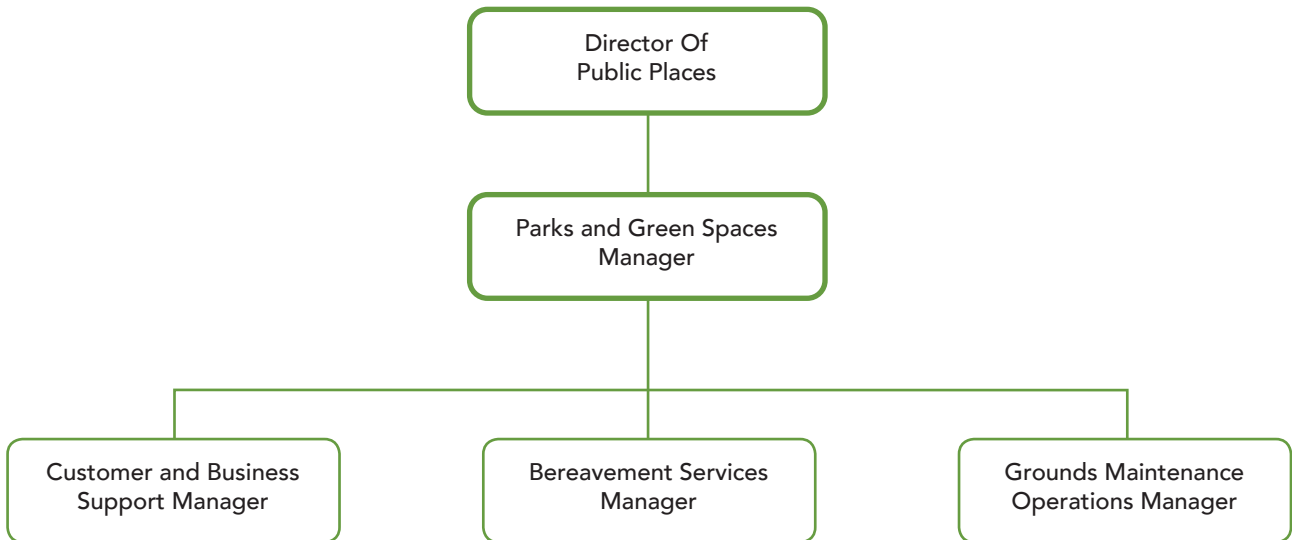 Director Of
Public Places
Parks and Green Spaces
Manager
Customer and Business
Support Manager
Bereavement Services
Manager
Grounds Maintenance
Operations Manager